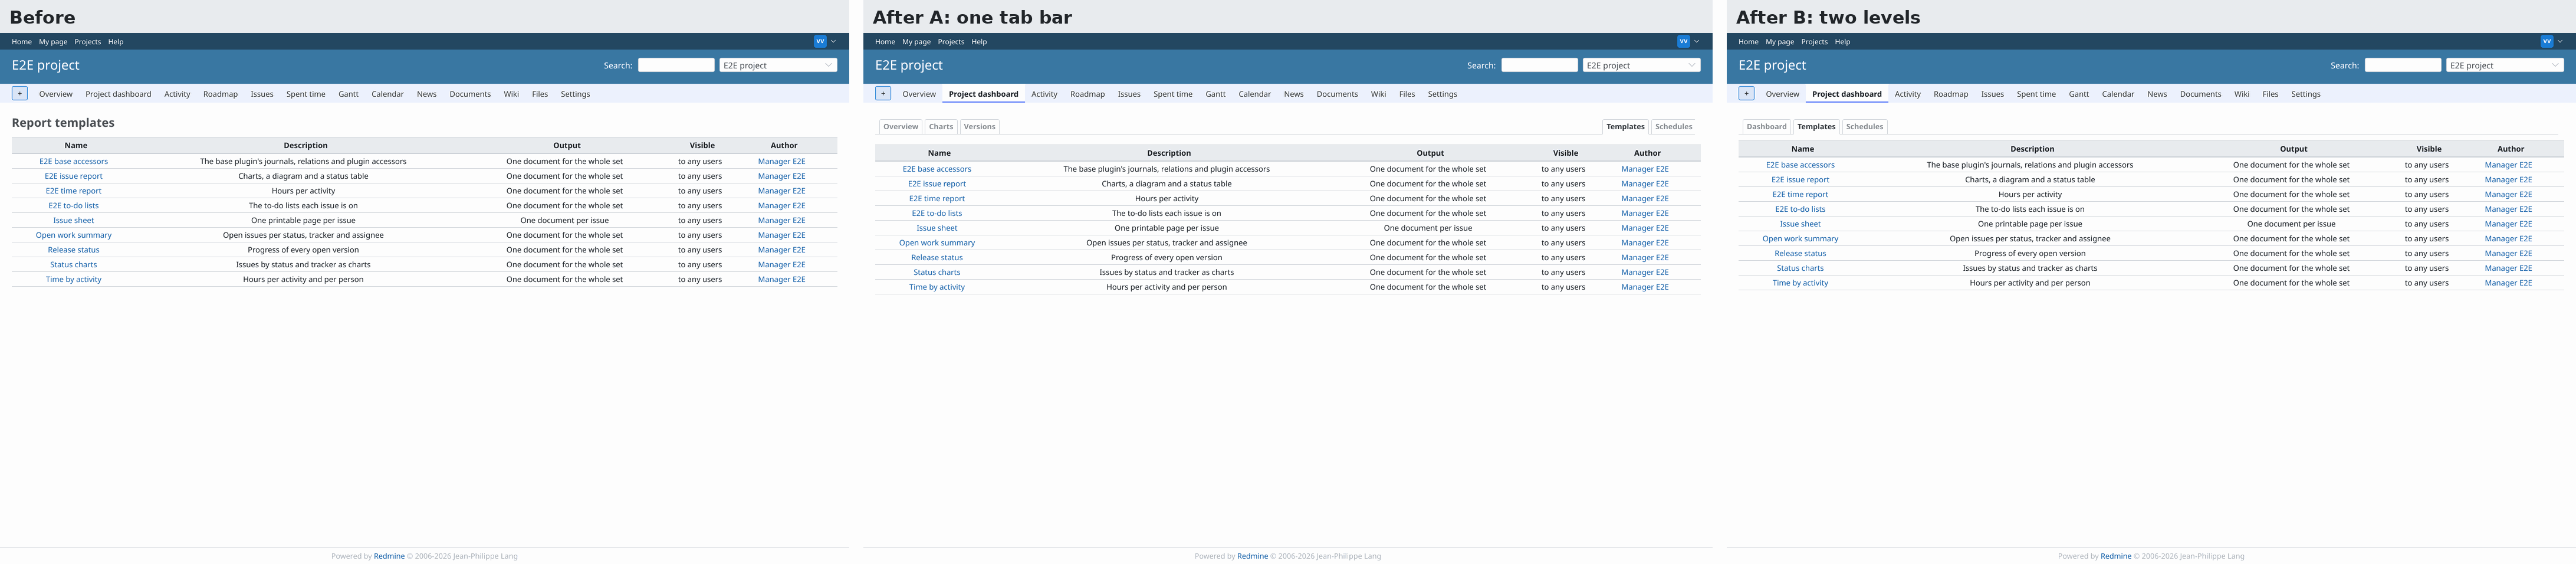 Before
Home My page Projects Help VV
E2E project Search: E2E project
+ Overview Project dashboard Activity Roadmap Issues Spent time Gantt Calendar News Documents Wiki Files Settings
Report templates
Name Description Output Visible Author
E2E base accessors The base plugin's journals, relations and plugin accessors One document for the whole set to any users Manager E2E
E2E issue report Charts, a diagram and a status table One document for the whole set to any users Manager E2E
E2E time report Hours per activity One document for the whole set to any users Manager E2E
E2E to-do lists The to-do lists each issue is on One document for the whole set to any users Manager E2E
Issue sheet One printable page per issue One document per issue to any users Manager E2E
Open work summary Open issues per status, tracker and assignee One document for the whole set to any users Manager E2E
Release status Progress of every open version One document for the whole set to any users Manager E2E
Status charts Issues by status and tracker as charts One document for the whole set to any users Manager E2E
Time by activity Hours per activity and per person One document for the whole set to any users Manager E2E
Powered by Redmine © 2006-2026 Jean-Philippe Lang
After A: one tab bar
Home My page Projects Help VV
E2E project Search: E2E project
+ Overview Project dashboard Activity Roadmap Issues Spent time Gantt Calendar News Documents Wiki Files Settings
Overview Charts Versions Templates Schedules
Name Description Output Visible Author
E2E base accessors The base plugin's journals, relations and plugin accessors One document for the whole set to any users Manager E2E
E2E issue report Charts, a diagram and a status table One document for the whole set to any users Manager E2E
E2E time report Hours per activity One document for the whole set to any users Manager E2E
E2E to-do lists The to-do lists each issue is on One document for the whole set to any users Manager E2E
Issue sheet One printable page per issue One document per issue to any users Manager E2E
Open work summary Open issues per status, tracker and assignee One document for the whole set to any users Manager E2E
Release status Progress of every open version One document for the whole set to any users Manager E2E
Status charts Issues by status and tracker as charts One document for the whole set to any users Manager E2E
Time by activity Hours per activity and per person One document for the whole set to any users Manager E2E
Powered by Redmine © 2006-2026 Jean-Philippe Lang
After B: two levels
Home My page Projects Help VV
E2E project Search: E2E project
+ Overview Project dashboard Activity Roadmap Issues Spent time Gantt Calendar News Documents Wiki Files Settings
Dashboard Templates Schedules
Name Description Output Visible Author
E2E base accessors The base plugin's journals, relations and plugin accessors One document for the whole set to any users Manager E2E
E2E issue report Charts, a diagram and a status table One document for the whole set to any users Manager E2E
E2E time report Hours per activity One document for the whole set to any users Manager E2E
E2E to-do lists The to-do lists each issue is on One document for the whole set to any users Manager E2E
Issue sheet One printable page per issue One document per issue to any users Manager E2E
Open work summary Open issues per status, tracker and assignee One document for the whole set to any users Manager E2E
Release status Progress of every open version One document for the whole set to any users Manager E2E
Status charts Issues by status and tracker as charts One document for the whole set to any users Manager E2E
Time by activity Hours per activity and per person One document for the whole set to any users Manager E2E
Powered by Redmine © 2006-2026 Jean-Philippe Lang